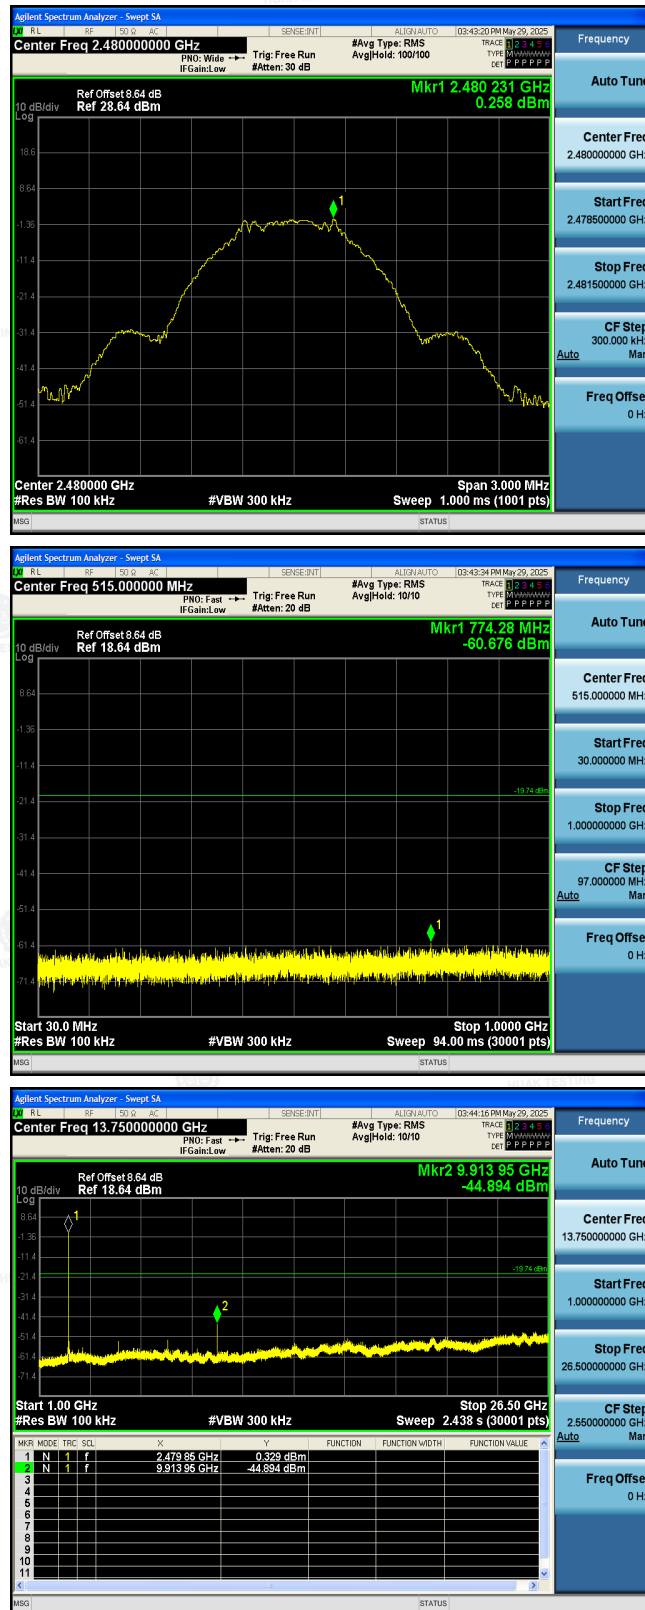 Agilent Spectrum Analyzer - Swept SA
LXI RL RF 50 Ω AC SENSE:INT ALIGN AUTO 03:43:20 PM May 29, 2025
Center Freq 2.480000000 GHz
PNO: Wide Trig: Free Run #Avg Type: RMS TRACE 1 2 3 4 5 6
IFGain:Low #Atten: 30 dB Avg|Hold: 100/100 TYPE M
DET P P P P P P
Ref Offset 8.64 dB
10 dB/div Ref 28.64 dBm
Log
Mkr1 2.480 231 GHz
0.258 dBm
18.6
8.64
-1.36
-11.4
-21.4
-31.4
-41.4
-51.4
-61.4
1
Center 2.480000 GHz Span 3.000 MHz
#Res BW 100 kHz #VBW 300 kHz Sweep 1.000 ms (1001 pts)
MSG STATUS
Frequency
Auto Tune
Center Freq
2.480000000 GHz
Start Freq
2.478500000 GHz
Stop Freq
2.481500000 GHz
CF Step
300.000 kHz
Auto Man
Freq Offset
0 Hz
Agilent Spectrum Analyzer - Swept SA
LXI RL RF 50 Ω AC SENSE:INT ALIGN AUTO 03:43:34 PM May 29, 2025
Center Freq 515.000000 MHz
PNO: Fast Trig: Free Run #Avg Type: RMS TRACE 1 2 3 4 5 6
IFGain:Low #Atten: 20 dB Avg|Hold: 10/10 TYPE M
DET P P P P P P
Ref Offset 8.64 dB
10 dB/div Ref 18.64 dBm
Log
Mkr1 774.28 MHz
-60.676 dBm
8.64
-1.36
-11.4
-21.4
-31.4
-41.4
-51.4
-61.4
-71.4
-19.74 dBm
1
Start 30.0 MHz Stop 1.0000 GHz
#Res BW 100 kHz #VBW 300 kHz Sweep 94.00 ms (30001 pts)
MSG STATUS
Frequency
Auto Tune
Center Freq
515.000000 MHz
Start Freq
30.000000 MHz
Stop Freq
1.000000000 GHz
CF Step
97.000000 MHz
Auto Man
Freq Offset
0 Hz
HUAK TESTING
Agilent Spectrum Analyzer - Swept SA
LXI RL RF 50 Ω AC SENSE:INT ALIGN AUTO 03:44:16 PM May 29, 2025
Center Freq 13.750000000 GHz
PNO: Fast Trig: Free Run #Avg Type: RMS TRACE 1 2 3 4 5 6
IFGain:Low #Atten: 20 dB Avg|Hold: 10/10 TYPE M
DET P P P P P P
Ref Offset 8.64 dB
10 dB/div Ref 18.64 dBm
Log
Mkr2 9.913 95 GHz
-44.894 dBm
8.64
-1.36
-11.4
-21.4
-31.4
-41.4
-51.4
-61.4
-71.4
-19.74 dBm
1
2
Start 1.00 GHz Stop 26.50 GHz
#Res BW 100 kHz #VBW 300 kHz Sweep 2.438 s (30001 pts)
MKR MODE TRC SCL X Y FUNCTION FUNCTION WIDTH FUNCTION VALUE
1 N 1 f 2.479 85 GHz 0.329 dBm
2 N 1 f 9.913 95 GHz -44.894 dBm
3
4
5
6
7
8
9
10
11
MSG STATUS
Frequency
Auto Tune
Center Freq
13.750000000 GHz
Start Freq
1.000000000 GHz
Stop Freq
26.500000000 GHz
CF Step
2.550000000 GHz
Auto Man
Freq Offset
0 Hz